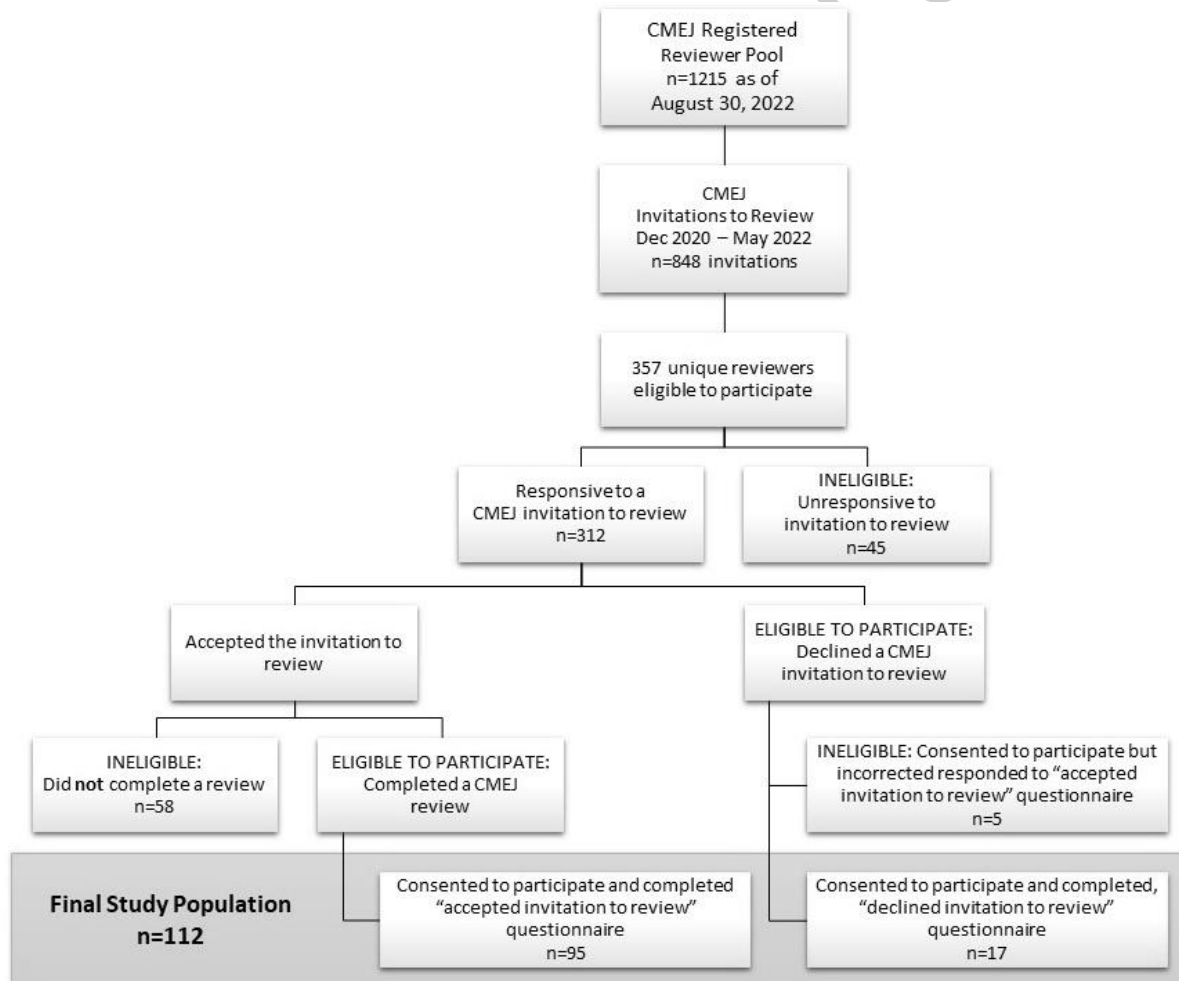 CMEJ Registered
Reviewer Pool
n=1215 as of
August 30, 2022
CMEJ
Invitations to Review
Dec 2020 – May 2022
n=848 invitations
357 unique reviewers
eligible to participate
Responsive to a
CMEJ invitation to review
n=312
INELIGIBLE:
Unresponsive to
invitation to review
n=45
Accepted the invitation to
review
ELIGIBLE TO PARTICIPATE:
Declined a CMEJ
invitation to review
INELIGIBLE:
Did not complete a review
n=58
ELIGIBLE TO PARTICIPATE:
Completed a CMEJ
review
INELIGIBLE: Consented to participate but
incorrected responded to “accepted
invitation to review” questionnaire
n=5
Final Study Population
n=112
Consented to participate and completed
“accepted invitation to review”
questionnaire
n=95
Consented to participate and completed,
“declined invitation to review”
questionnaire
n=17